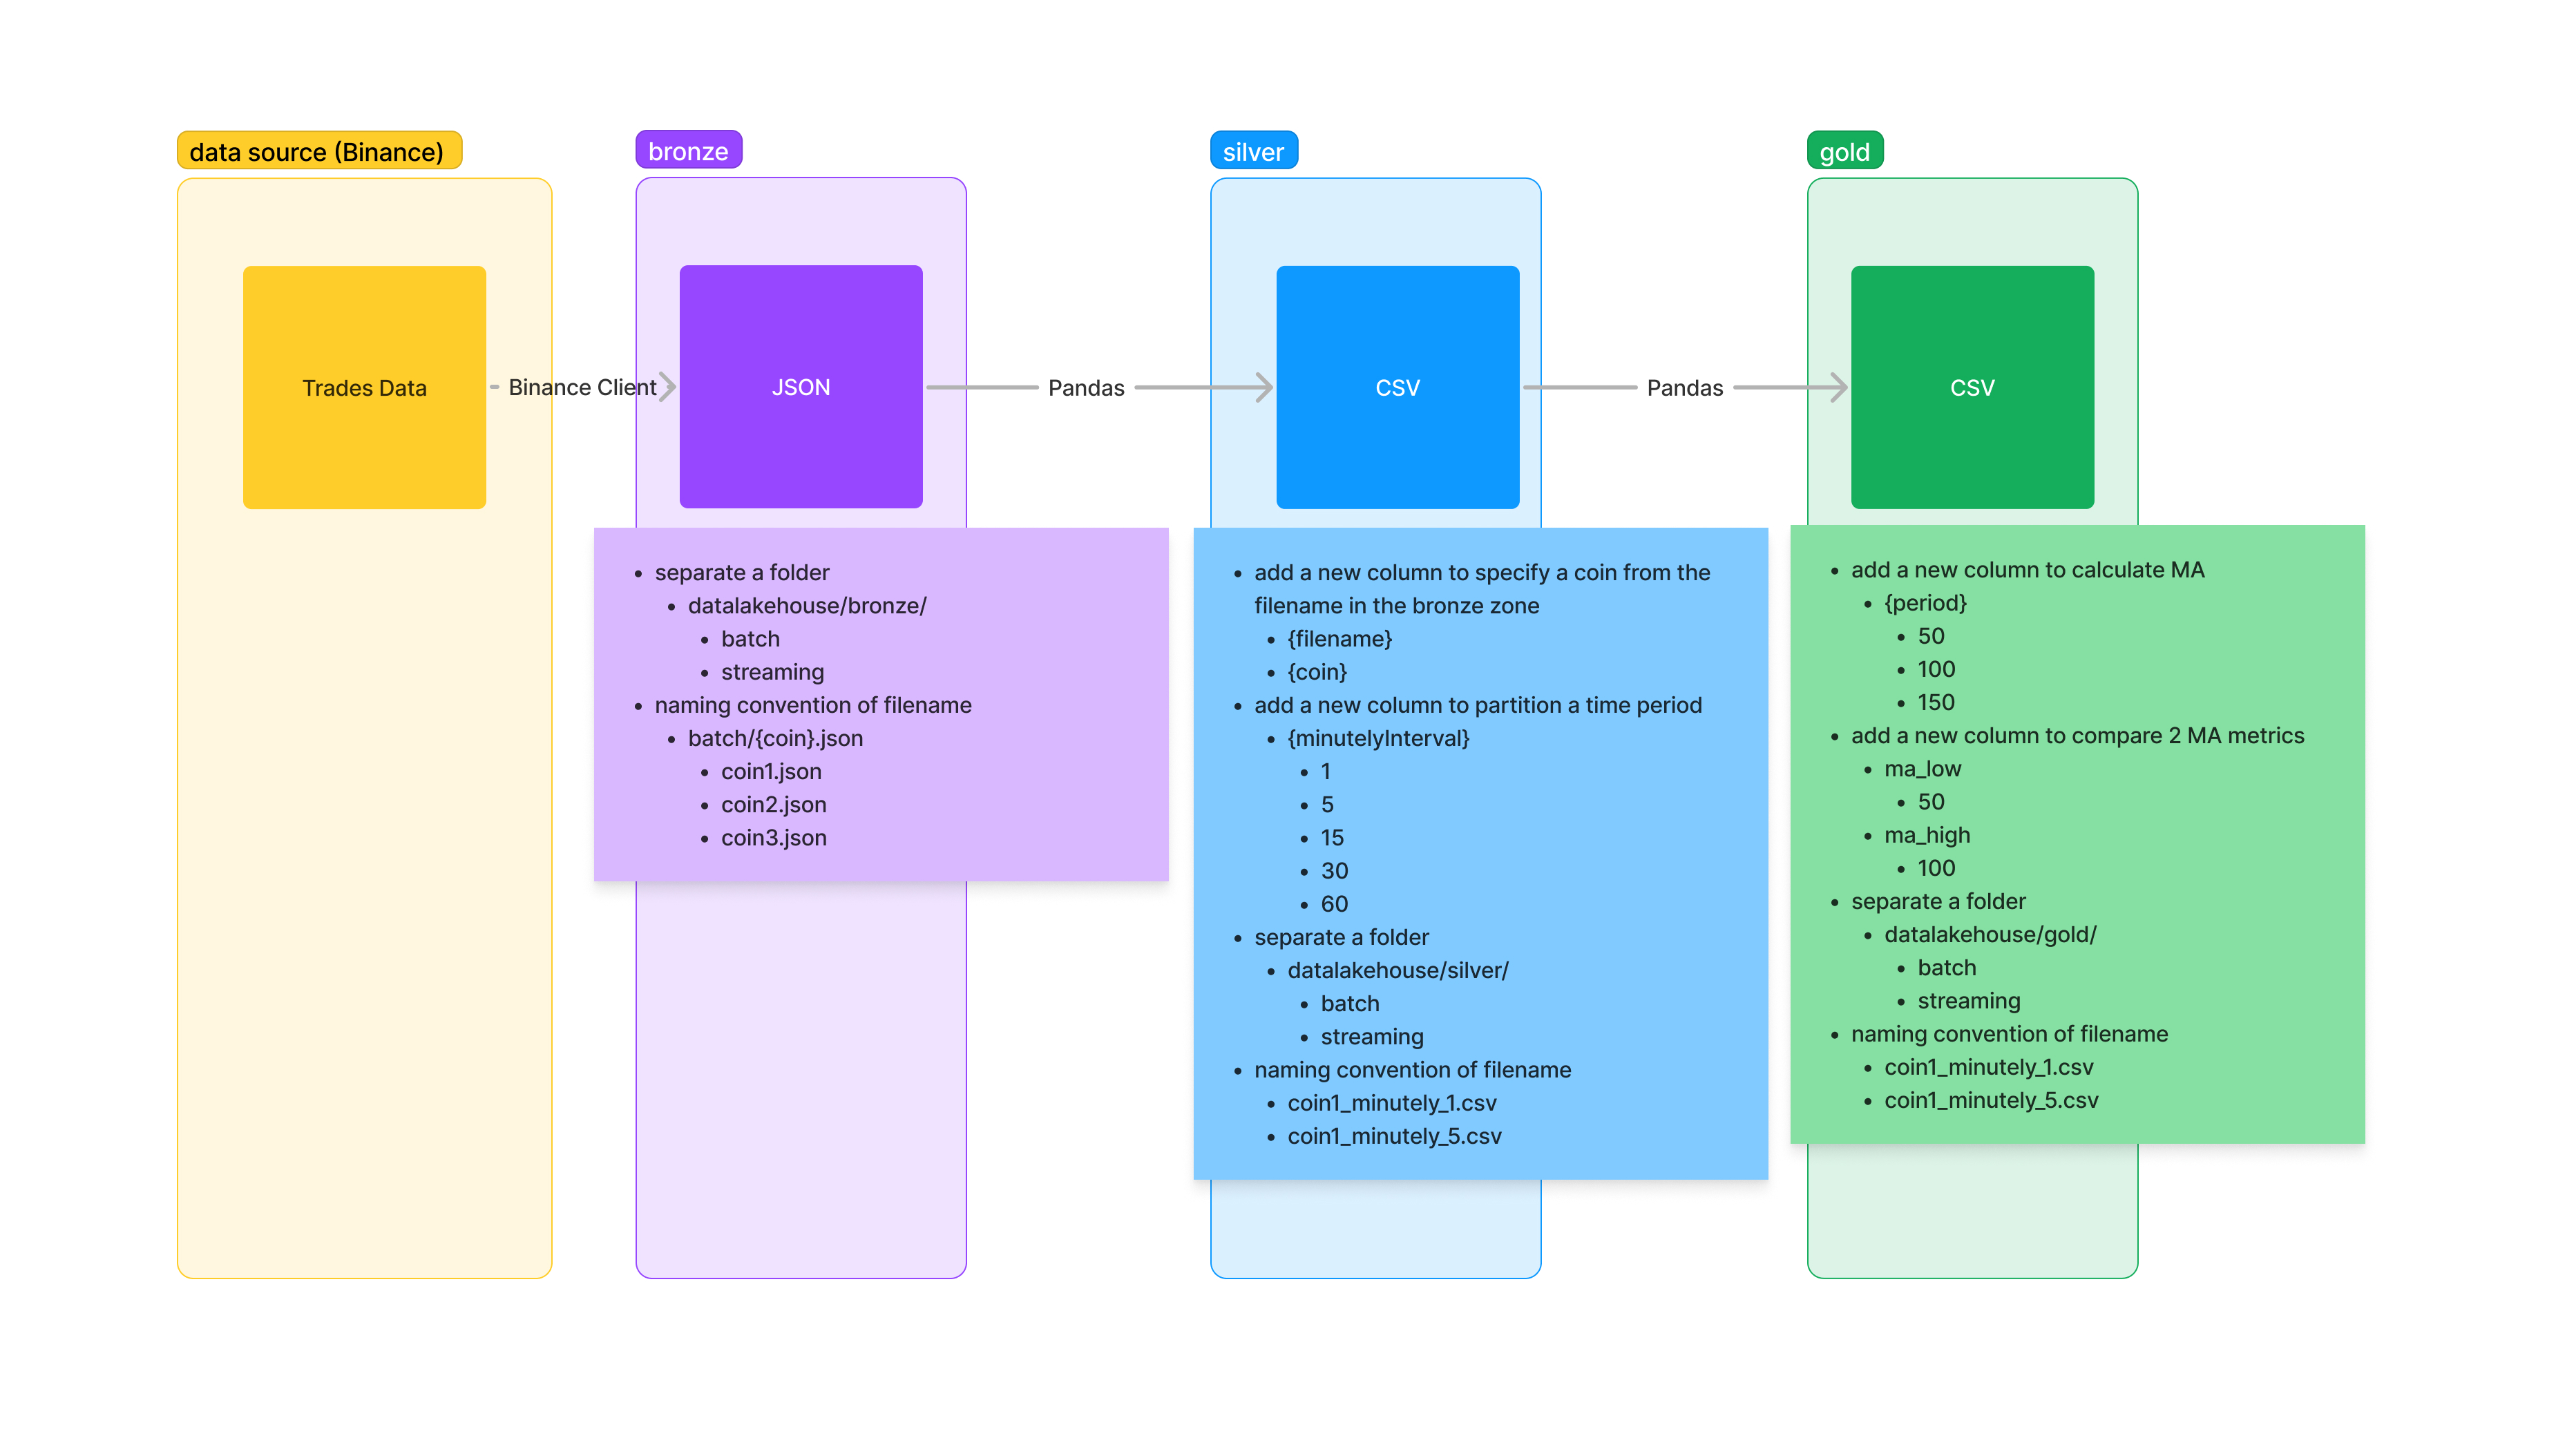 data source (Binance)
Trades Data
Binance Client
bronze
JSON
Pandas
separate a folder
datalakehouse/bronze/
batch
streaming
naming convention of filename
batch/{coin}.json
coin1.json
coin2.json
coin3.json
silver
CSV
Pandas
add a new column to specify a coin from the
filename in the bronze zone
{filename}
{coin}
add a new column to partition a time period
{minutelyInterval}
1
5
15
30
60
separate a folder
datalakehouse/silver/
batch
streaming
naming convention of filename
coin1_minutely_1.csv
coin1_minutely_5.csv
gold
CSV
add a new column to calculate MA
{period}
50
100
150
add a new column to compare 2 MA metrics
ma_low
50
ma_high
100
separate a folder
datalakehouse/gold/
batch
streaming
naming convention of filename
coin1_minutely_1.csv
coin1_minutely_5.csv